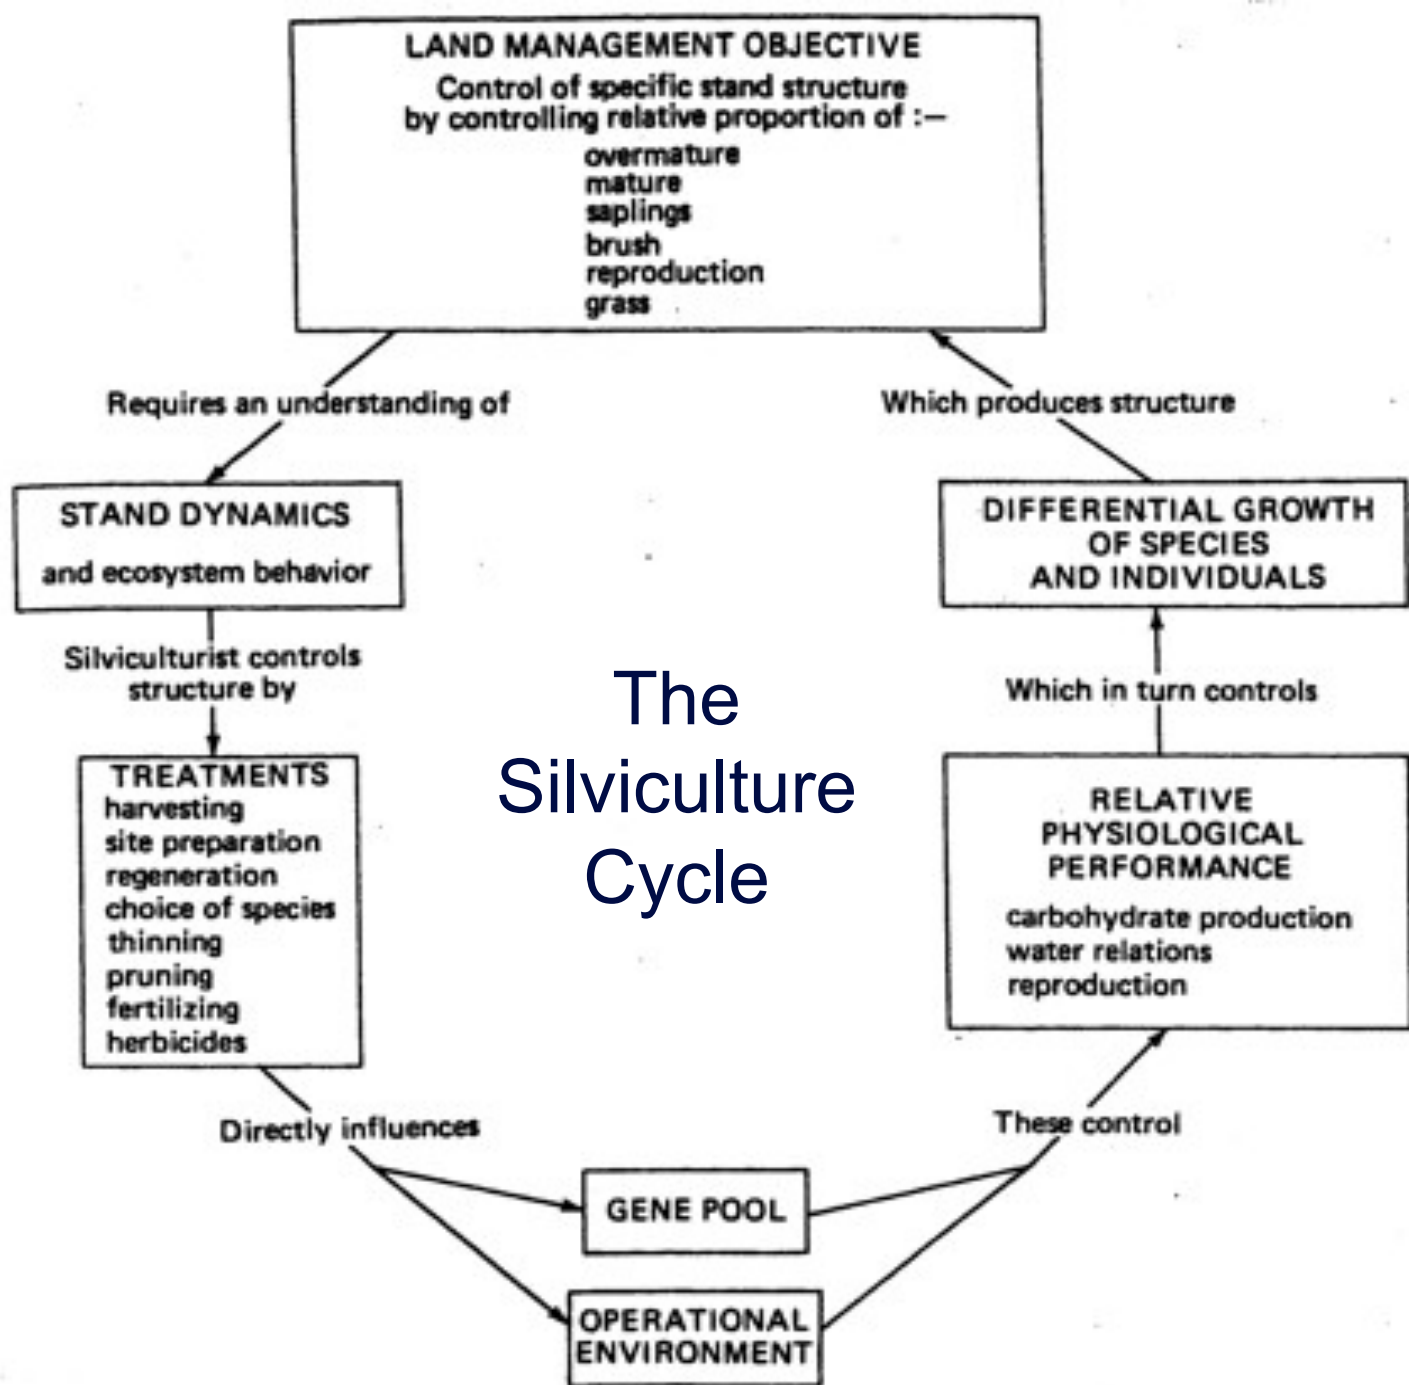 LAND MANAGEMENT OBJECTIVE
Control of specific stand structure
by controlling relative proportion of :—
overmature
mature
saplings
brush
reproduction
grass
Requires an understanding of
Which produces structure
STAND DYNAMICS
and ecosystem behavior
DIFFERENTIAL GROWTH
OF SPECIES
AND INDIVIDUALS
Silviculturist controls
structure by
Which in turn controls
The
Silviculture
Cycle
TREATMENTS
harvesting
site preparation
regeneration
choice of species
thinning
pruning
fertilizing
herbicides
RELATIVE
PHYSIOLOGICAL
PERFORMANCE
carbohydrate production
water relations
reproduction
Directly influences
These control
GENE POOL
OPERATIONAL
ENVIRONMENT